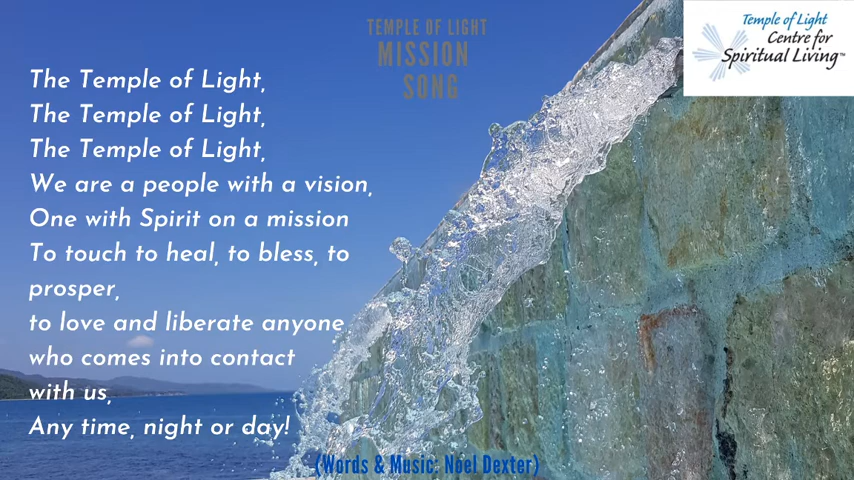 TEMPLE OF LIGHT
MISSION
SONG
Temple of Light
Centre for
Spiritual Living™
The Temple of Light,
The Temple of Light,
The Temple of Light,
We are a people with a vision,
One with Spirit on a mission
To touch to heal, to bless, to
prosper,
to love and liberate anyone
who comes into contact
with us,
Any time, night or day!
(Words & Music: Noel Dexter)